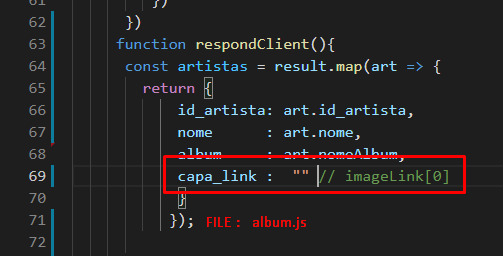 61 })
62 })
63 function respondClient(){
64 const artistas = result.map(art => {
65 return {
66 id_artista: art.id_artista,
67 nome : art.nome,
68 album : art.nomeAlbum,
69 capa_link : "" // imageLink[0]
70 }
71 }); FILE : album.js
72